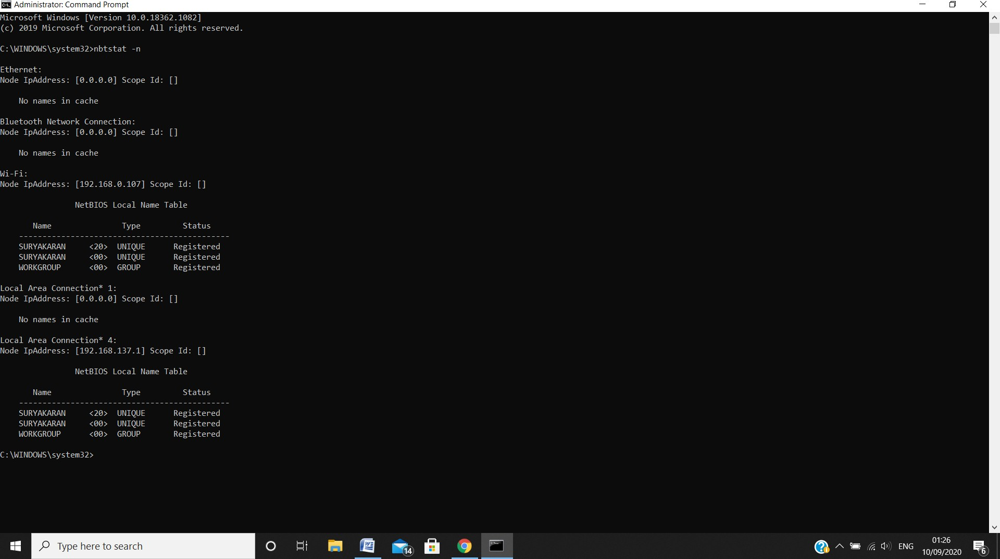 Administrator: Command Prompt
Microsoft Windows [Version 10.0.18362.1082]
(c) 2019 Microsoft Corporation. All rights reserved.

C:\WINDOWS\system32>nbtstat -n

Ethernet:
Node IpAddress: [0.0.0.0] Scope Id: []

    No names in cache

Bluetooth Network Connection:
Node IpAddress: [0.0.0.0] Scope Id: []

    No names in cache

Wi-Fi:
Node IpAddress: [192.168.0.107] Scope Id: []

                NetBIOS Local Name Table

       Name               Type         Status
    ---------------------------------------------
    SURYAKARAN     <20>  UNIQUE      Registered
    SURYAKARAN     <00>  UNIQUE      Registered
    WORKGROUP      <00>  GROUP       Registered

Local Area Connection* 1:
Node IpAddress: [0.0.0.0] Scope Id: []

    No names in cache

Local Area Connection* 4:
Node IpAddress: [192.168.137.1] Scope Id: []

                NetBIOS Local Name Table

       Name               Type         Status
    ---------------------------------------------
    SURYAKARAN     <20>  UNIQUE      Registered
    SURYAKARAN     <00>  UNIQUE      Registered
    WORKGROUP      <00>  GROUP       Registered

C:\WINDOWS\system32>
Type here to search
14
ENG
01:26
10/09/2020
6